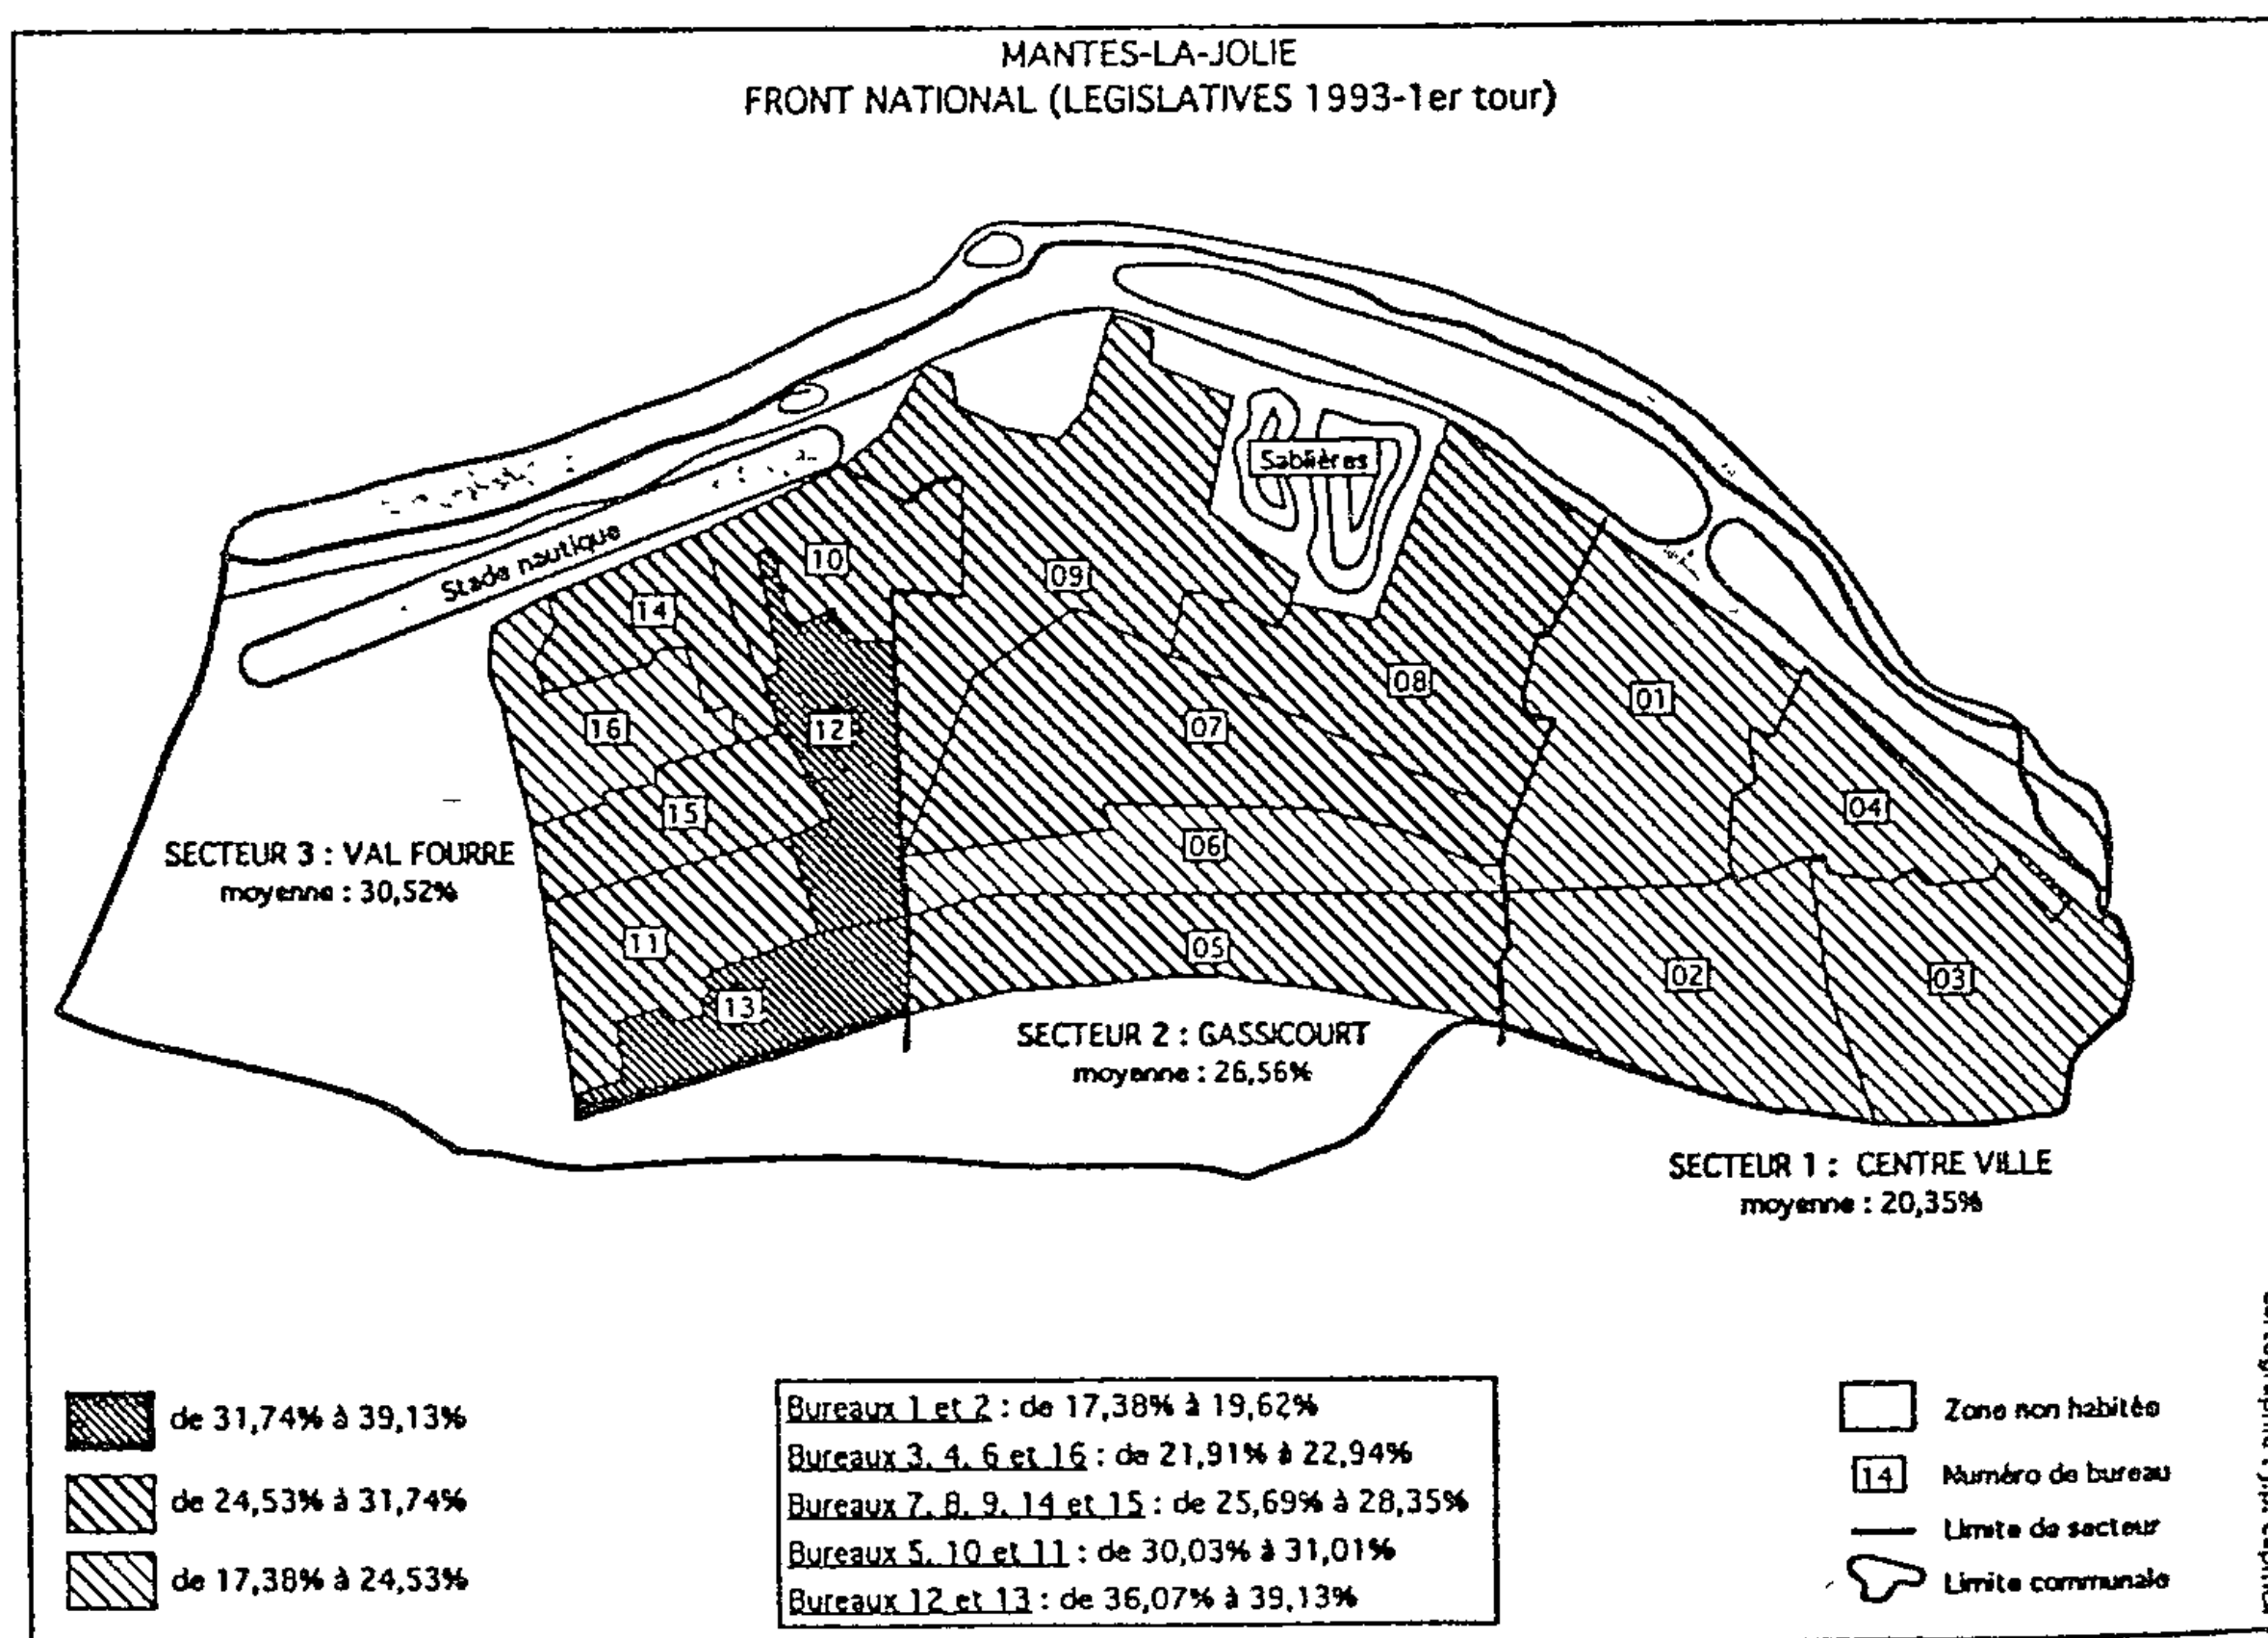 MANTES-LA-JOLIE
FRONT NATIONAL (LEGISLATIVES 1993-1er tour)
Sablières
Stade nautique
10
09
14
08
01
16
12
07
04
15
06
SECTEUR 3 : VAL FOURRE
moyenne : 30,52%
11
05
02
03
13
SECTEUR 2 : GASSICOURT
moyenne : 26,56%
SECTEUR 1 : CENTRE VILLE
moyenne : 20,35%
de 31,74% à 39,13%
de 24,53% à 31,74%
de 17,38% à 24,53%
Bureaux 1 et 2 : de 17,38% à 19,62%
Bureaux 3, 4, 6 et 16 : de 21,91% à 22,94%
Bureaux 7, 8, 9, 14 et 15 : de 25,69% à 28,35%
Bureaux 5, 10 et 11 : de 30,03% à 31,01%
Bureaux 12 et 13 : de 36,07% à 39,13%
Zone non habitée
14 Numéro de bureau
Limite de secteur
Limite communale